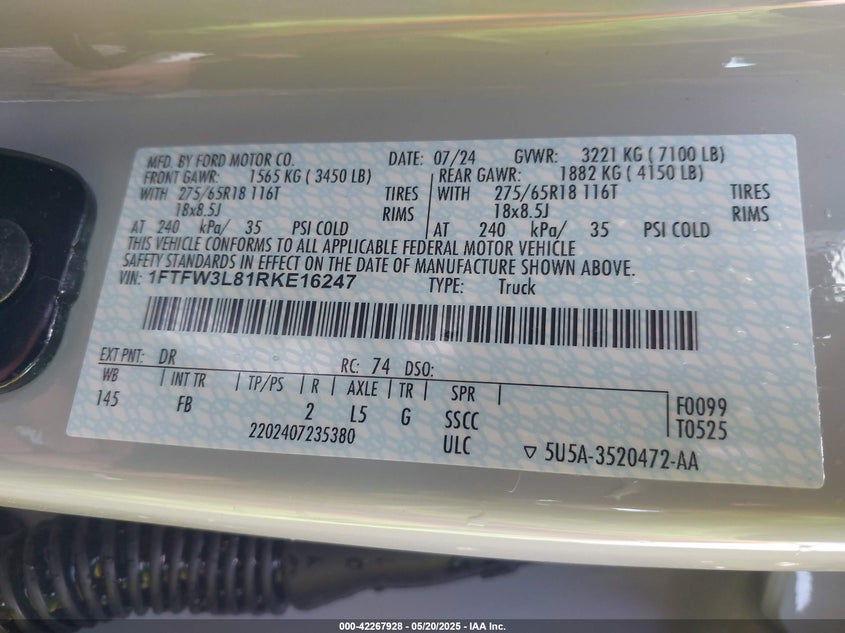 MFD. BY FORD MOTOR CO. DATE: 07/24 GVWR: 3221 KG ( 7100 LB)
FRONT GAWR: 1565 KG ( 3450 LB) REAR GAWR: 1882 KG ( 4150 LB)
WITH 275/65R18 116T TIRES WITH 275/65R18 116T TIRES
18x8.5J RIMS 18x8.5J RIMS
AT 240 kPa/ 35 PSI COLD AT 240 kPa/ 35 PSI COLD
THIS VEHICLE CONFORMS TO ALL APPLICABLE FEDERAL MOTOR VEHICLE
SAFETY STANDARDS IN EFFECT ON THE DATE OF MANUFACTURE SHOWN ABOVE.
VIN: 1FTFW3L81RKE16247 TYPE: Truck
EXT PNT: DR RC: 74 DSO:
WB INT TR TP/PS R AXLE TR SPR
145 FB 2 L5 G SSCC F0099
2202407235380 ULC T0525
▽ 5U5A-3520472-AA
000-42267928 — 05/20/2025 — IAA Inc.